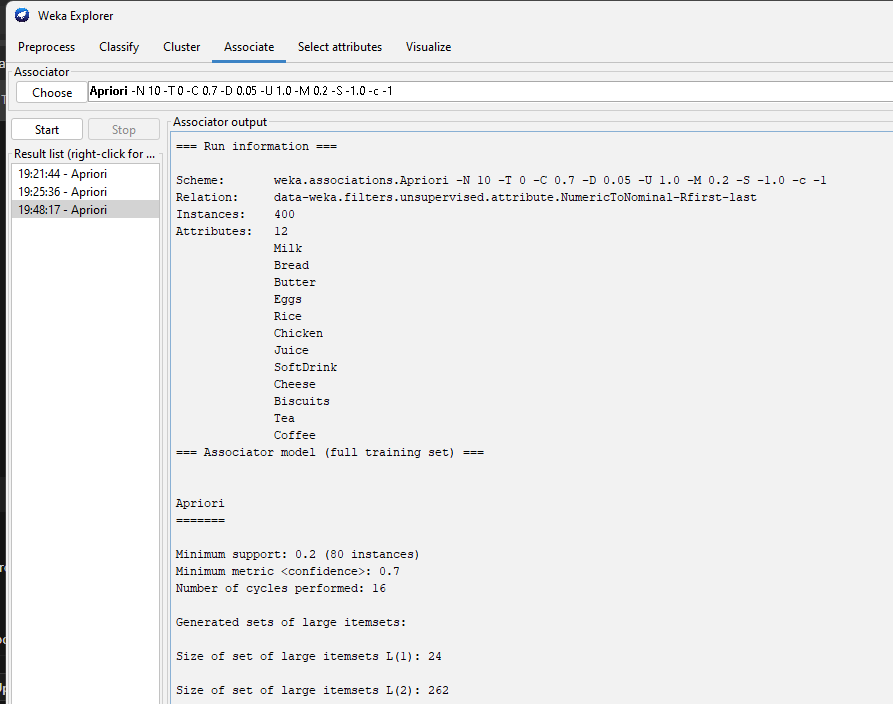 Weka Explorer
Preprocess Classify Cluster Associate Select attributes Visualize
Associator
Choose Apriori -N 10 -T 0 -C 0.7 -D 0.05 -U 1.0 -M 0.2 -S -1.0 -c -1
Start Stop
Result list (right-click for ...
19:21:44 - Apriori
19:25:36 - Apriori
19:48:17 - Apriori
Associator output
=== Run information ===
Scheme: weka.associations.Apriori -N 10 -T 0 -C 0.7 -D 0.05 -U 1.0 -M 0.2 -S -1.0 -c -1
Relation: data-weka.filters.unsupervised.attribute.NumericToNominal-Rfirst-last
Instances: 400
Attributes: 12
Milk
Bread
Butter
Eggs
Rice
Chicken
Juice
SoftDrink
Cheese
Biscuits
Tea
Coffee
=== Associator model (full training set) ===
Apriori
=======
Minimum support: 0.2 (80 instances)
Minimum metric <confidence>: 0.7
Number of cycles performed: 16
Generated sets of large itemsets:
Size of set of large itemsets L(1): 24
Size of set of large itemsets L(2): 262